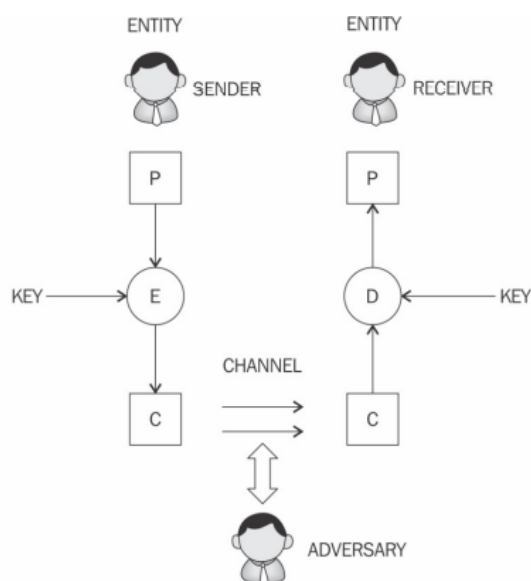 ENTITY ENTITY
SENDER RECEIVER
P P
KEY E D KEY
CHANNEL
C C
ADVERSARY